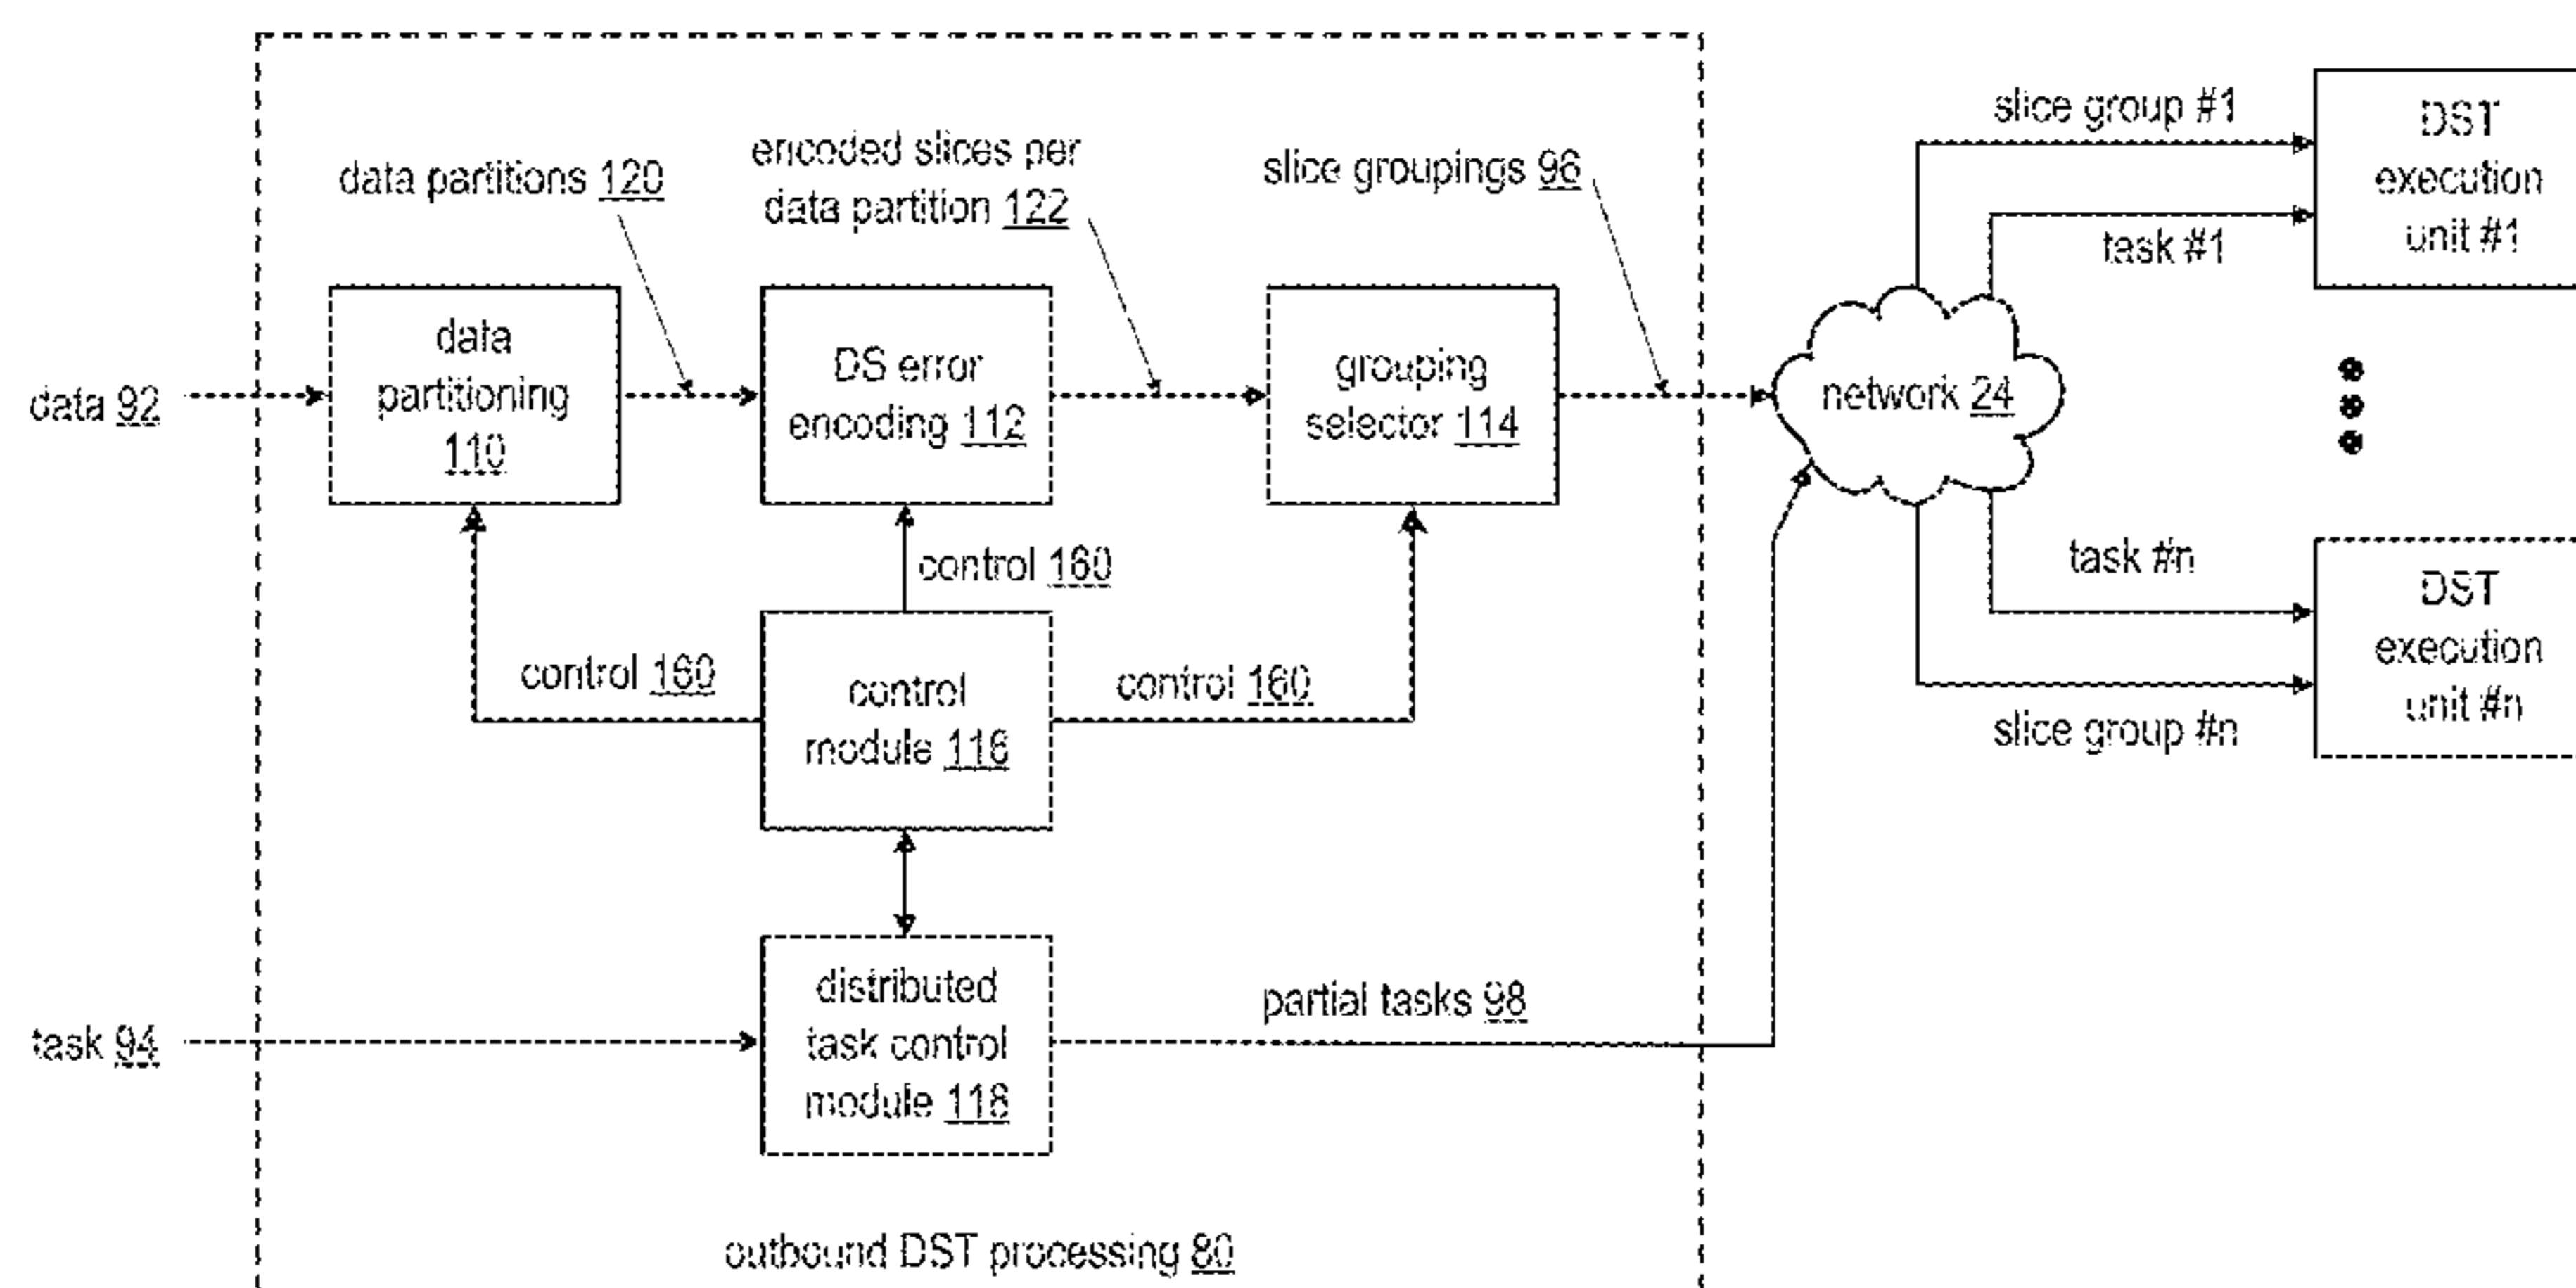 slice group #1
DST
execution
unit #1
task #1
encoded slices per
data partition 122
data partitions 120
slice groupings 96
data
partitioning
110
DS error
encoding 112
grouping
selector 114
data 92
network 24
control 160
control 160
control 160
control
module 116
task #n
DST
execution
unit #n
slice group #n
distributed
task control
module 118
partial tasks 98
task 94
outbound DST processing 80